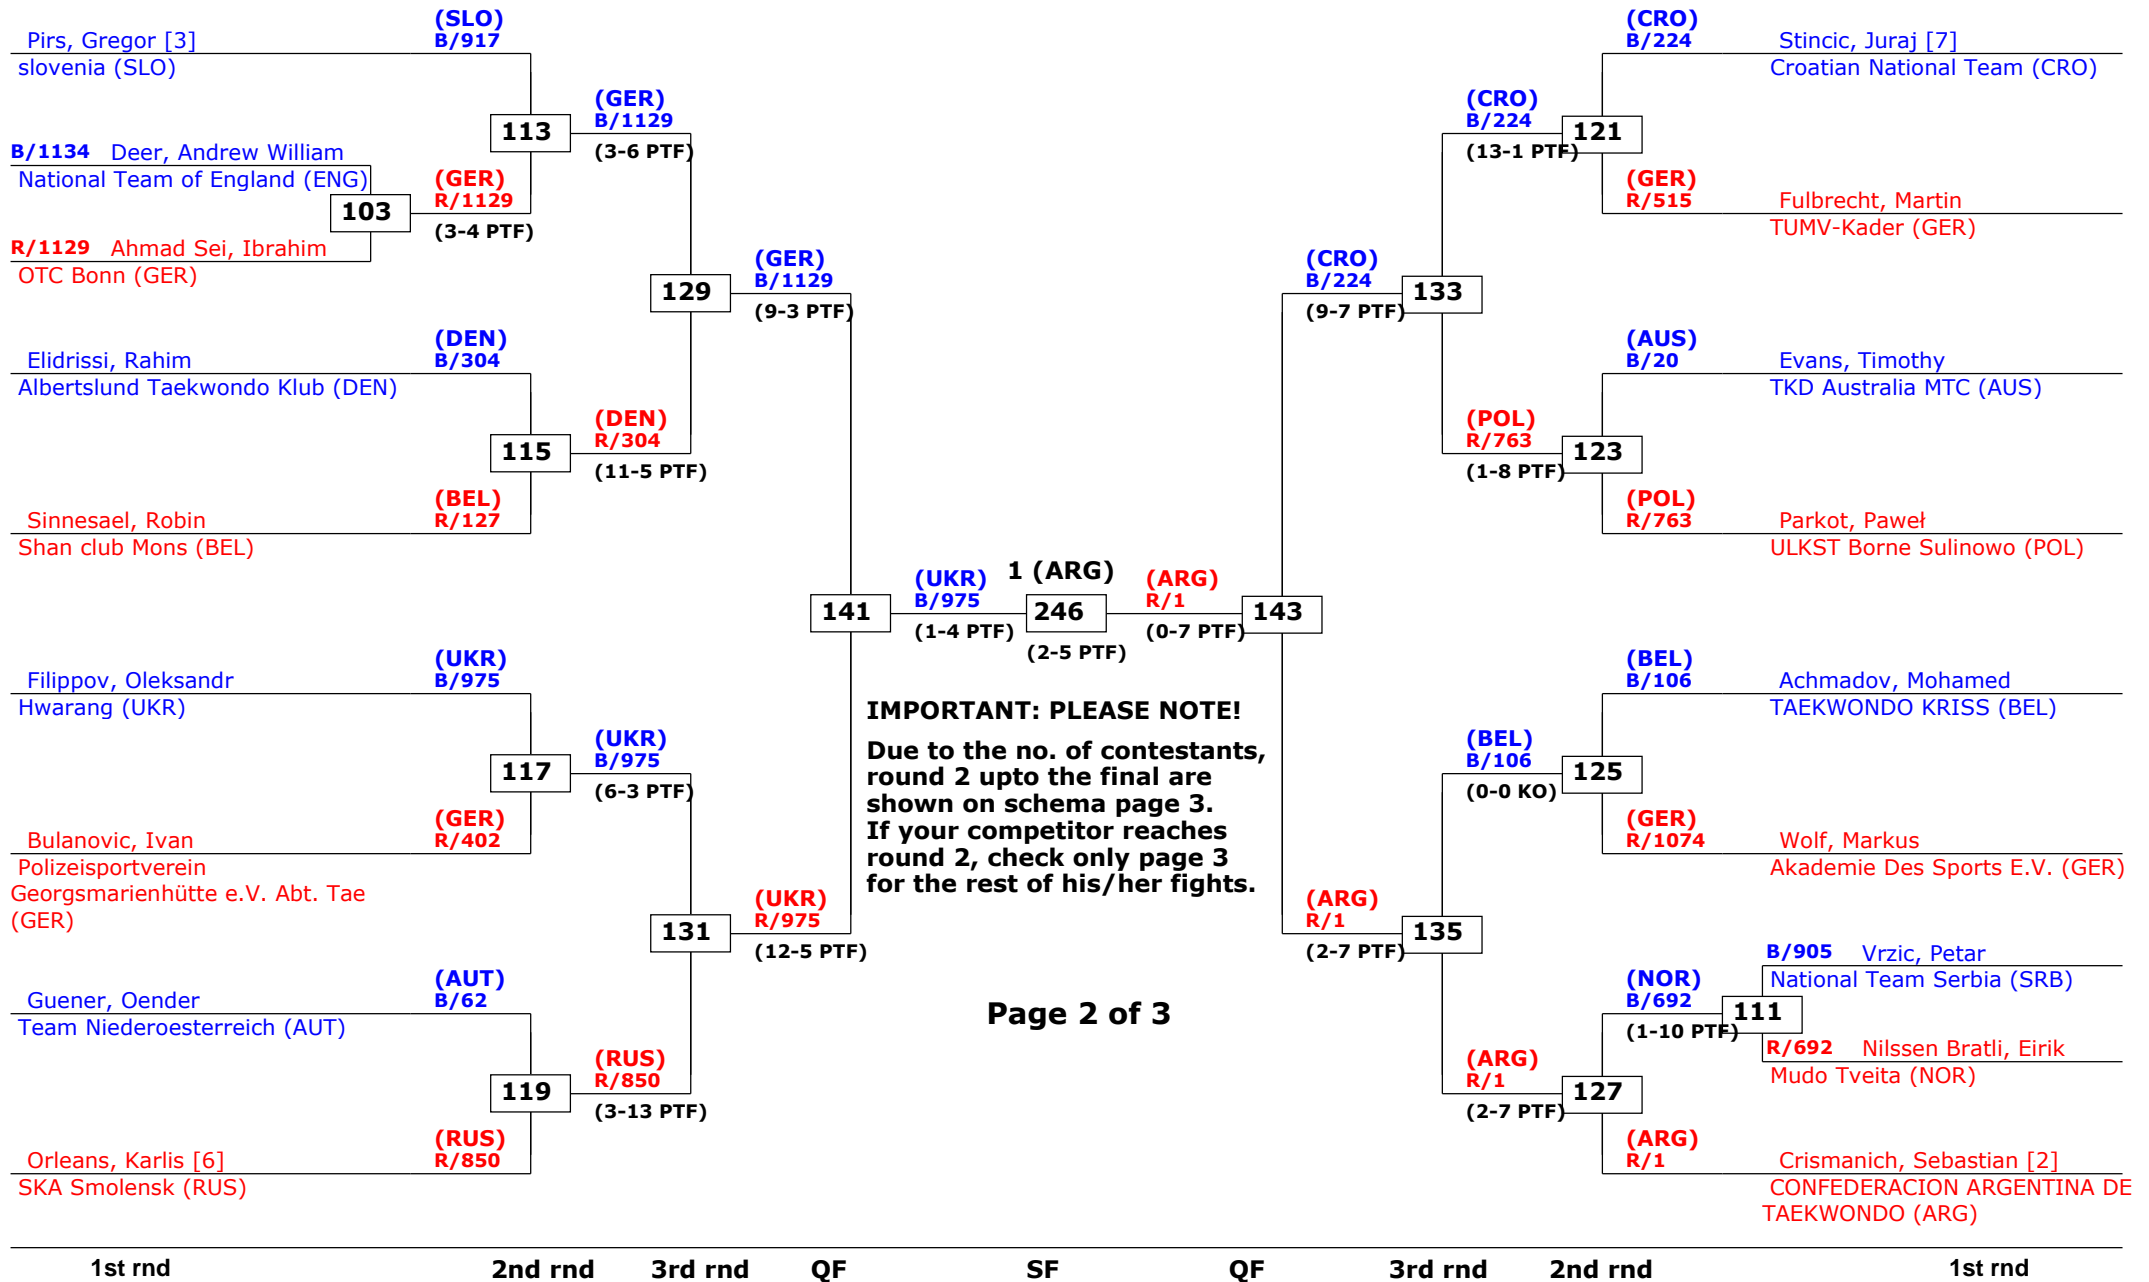 (SLO)
Pirs, Gregor [3] B/917
slovenia (SLO)
(GER)
B/1129
113
(3-6 PTF)
B/1134 Deer, Andrew William
National Team of England (ENG)
(GER)
R/1129
103
(3-4 PTF)
R/1129 Ahmad Sei, Ibrahim
OTC Bonn (GER)
(GER)
B/1129
129
(9-3 PTF)
(DEN)
Elidrissi, Rahim B/304
Albertslund Taekwondo Klub (DEN)
(DEN)
R/304
115
(11-5 PTF)
(BEL)
Sinnesael, Robin R/127
Shan club Mons (BEL)
141
(UKR)
B/975
(1-4 PTF)
1 (ARG)
246
(2-5 PTF)
(ARG)
R/1
(0-7 PTF)
143
(UKR)
Filippov, Oleksandr B/975
Hwarang (UKR)
(UKR)
B/975
117
(6-3 PTF)
(GER)
Bulanovic, Ivan R/402
Polizeisportverein
Georgsmarienhütte e.V. Abt. Tae
(GER)
(UKR)
R/975
131
(12-5 PTF)
(AUT)
Guener, Oender B/62
Team Niederoesterreich (AUT)
(RUS)
R/850
119
(3-13 PTF)
(RUS)
Orleans, Karlis [6] R/850
SKA Smolensk (RUS)
IMPORTANT: PLEASE NOTE!
Due to the no. of contestants,
round 2 upto the final are
shown on schema page 3.
If your competitor reaches
round 2, check only page 3
for the rest of his/her fights.
Page 2 of 3
(CRO)
B/224 Stincic, Juraj [7]
Croatian National Team (CRO)
(CRO)
B/224
121
(13-1 PTF)
(GER)
R/515 Fulbrecht, Martin
TUMV-Kader (GER)
(CRO)
B/224
133
(9-7 PTF)
(AUS)
B/20 Evans, Timothy
TKD Australia MTC (AUS)
(POL)
R/763
123
(1-8 PTF)
(POL)
R/763 Parkot, Paweł
ULKST Borne Sulinowo (POL)
(BEL)
B/106 Achmadov, Mohamed
TAEKWONDO KRISS (BEL)
(BEL)
B/106
125
(0-0 KO)
(GER)
R/1074 Wolf, Markus
Akademie Des Sports E.V. (GER)
(ARG)
R/1
135
(2-7 PTF)
B/905 Vrzic, Petar
National Team Serbia (SRB)
(NOR)
B/692
111
(1-10 PTF)
R/692 Nilssen Bratli, Eirik
Mudo Tveita (NOR)
(ARG)
R/1
127
(2-7 PTF)
(ARG)
R/1 Crismanich, Sebastian [2]
CONFEDERACION ARGENTINA DE
TAEKWONDO (ARG)
1st rnd 2nd rnd 3rd rnd QF SF QF 3rd rnd 2nd rnd 1st rnd